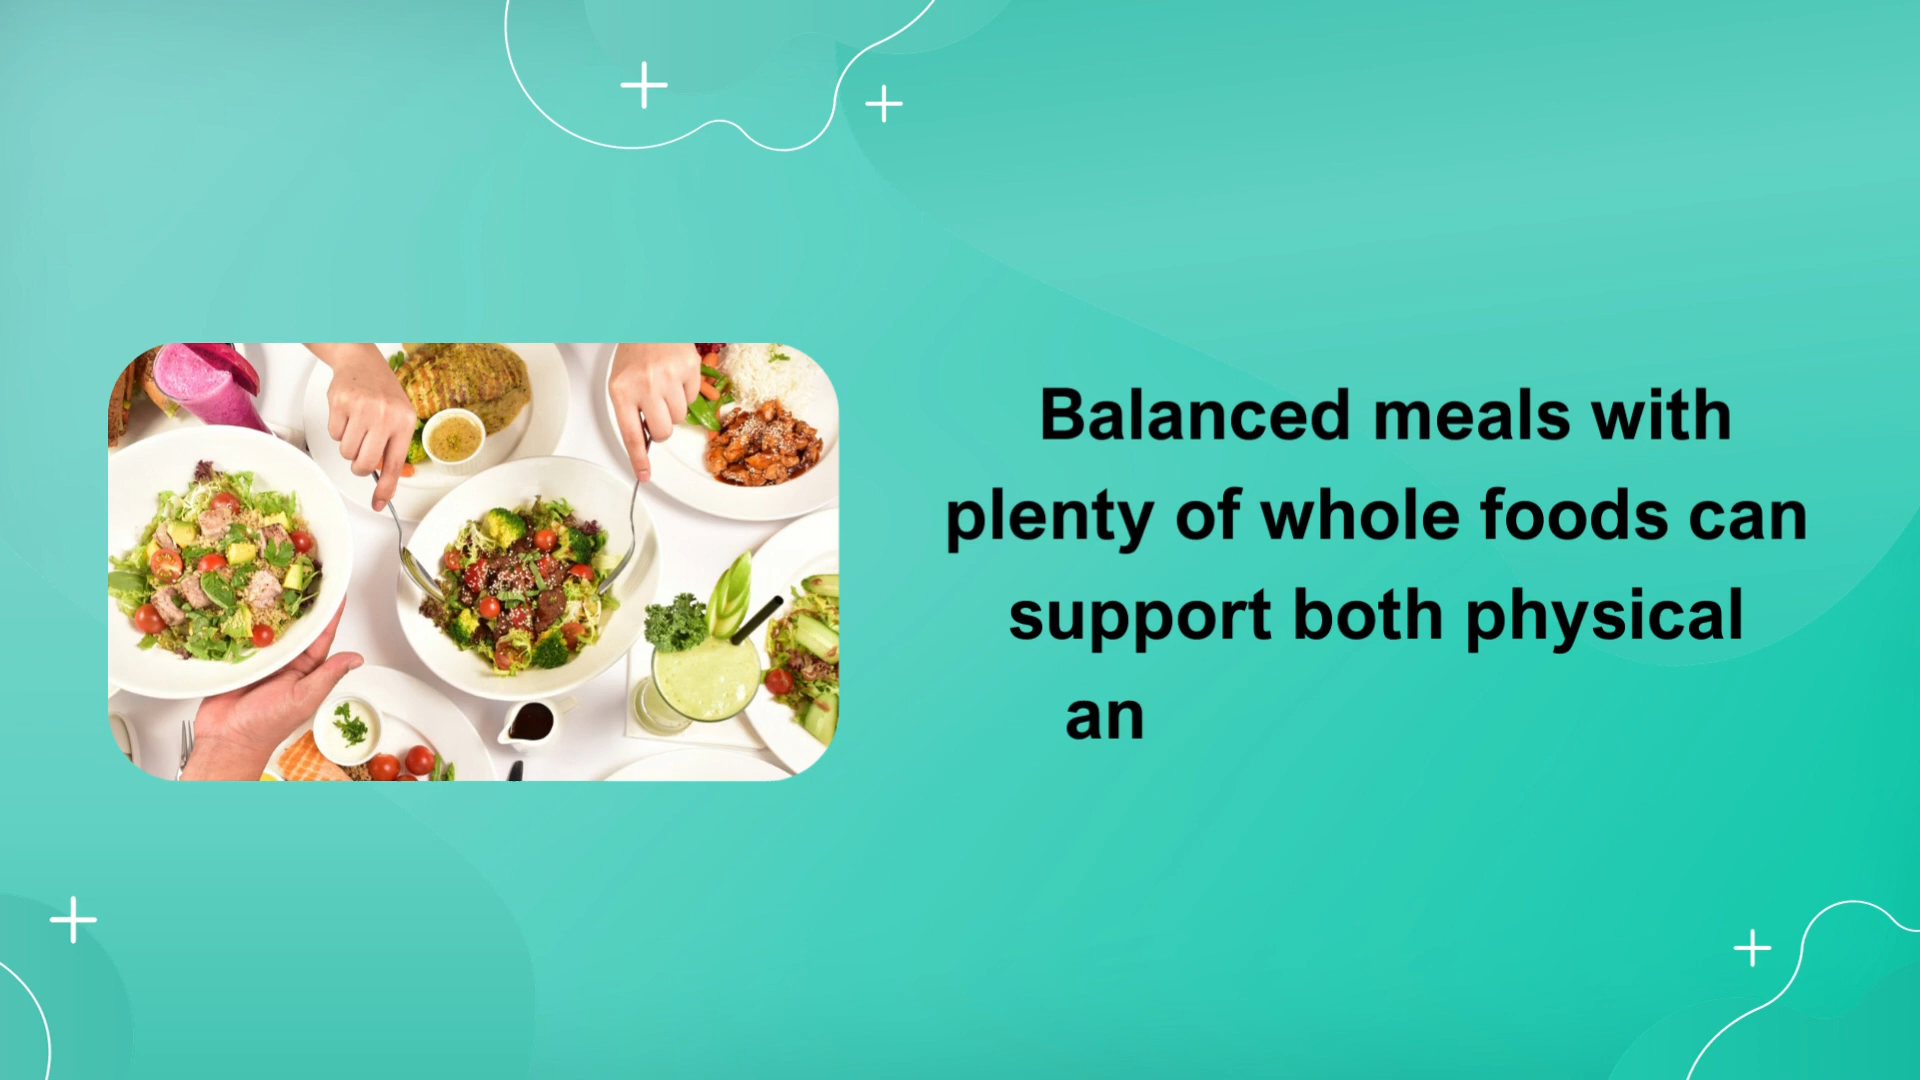 Balanced meals with
plenty of whole foods can
support both physical
an